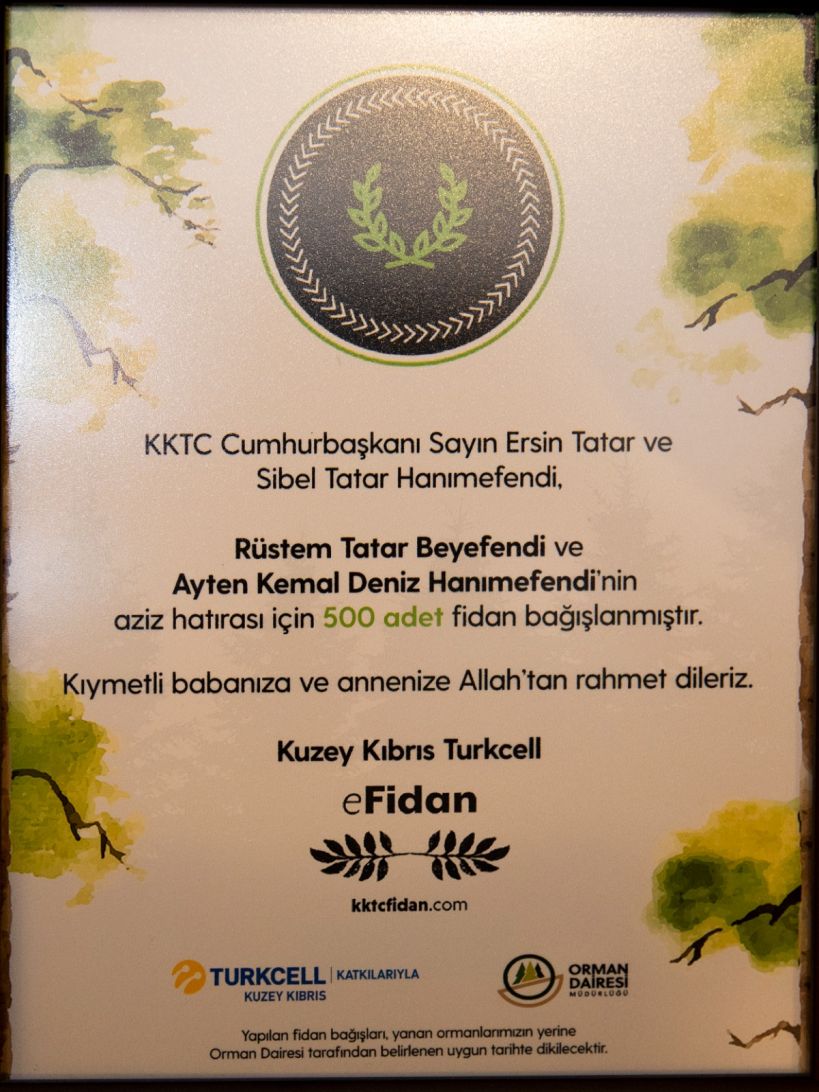 KKTC Cumhurbaşkanı Sayın Ersin Tatar ve
Sibel Tatar Hanımefendi,
Rüstem Tatar Beyefendi ve
Ayten Kemal Deniz Hanımefendi'nin
aziz hatırası için 500 adet fidan bağışlanmıştır.
Kıymetli babanıza ve annenize Allah'tan rahmet dileriz.
Kuzey Kıbrıs Turkcell
eFidan
kktcfidan.com
TURKCELL | KATKILARIYLA
KUZEY KIBRIS
ORMAN
DAİRESİ
MÜDÜRLÜĞÜ
Yapılan fidan bağışları, yanan ormanlarımızın yerine
Orman Dairesi tarafından belirlenen uygun tarihte dikilecektir.